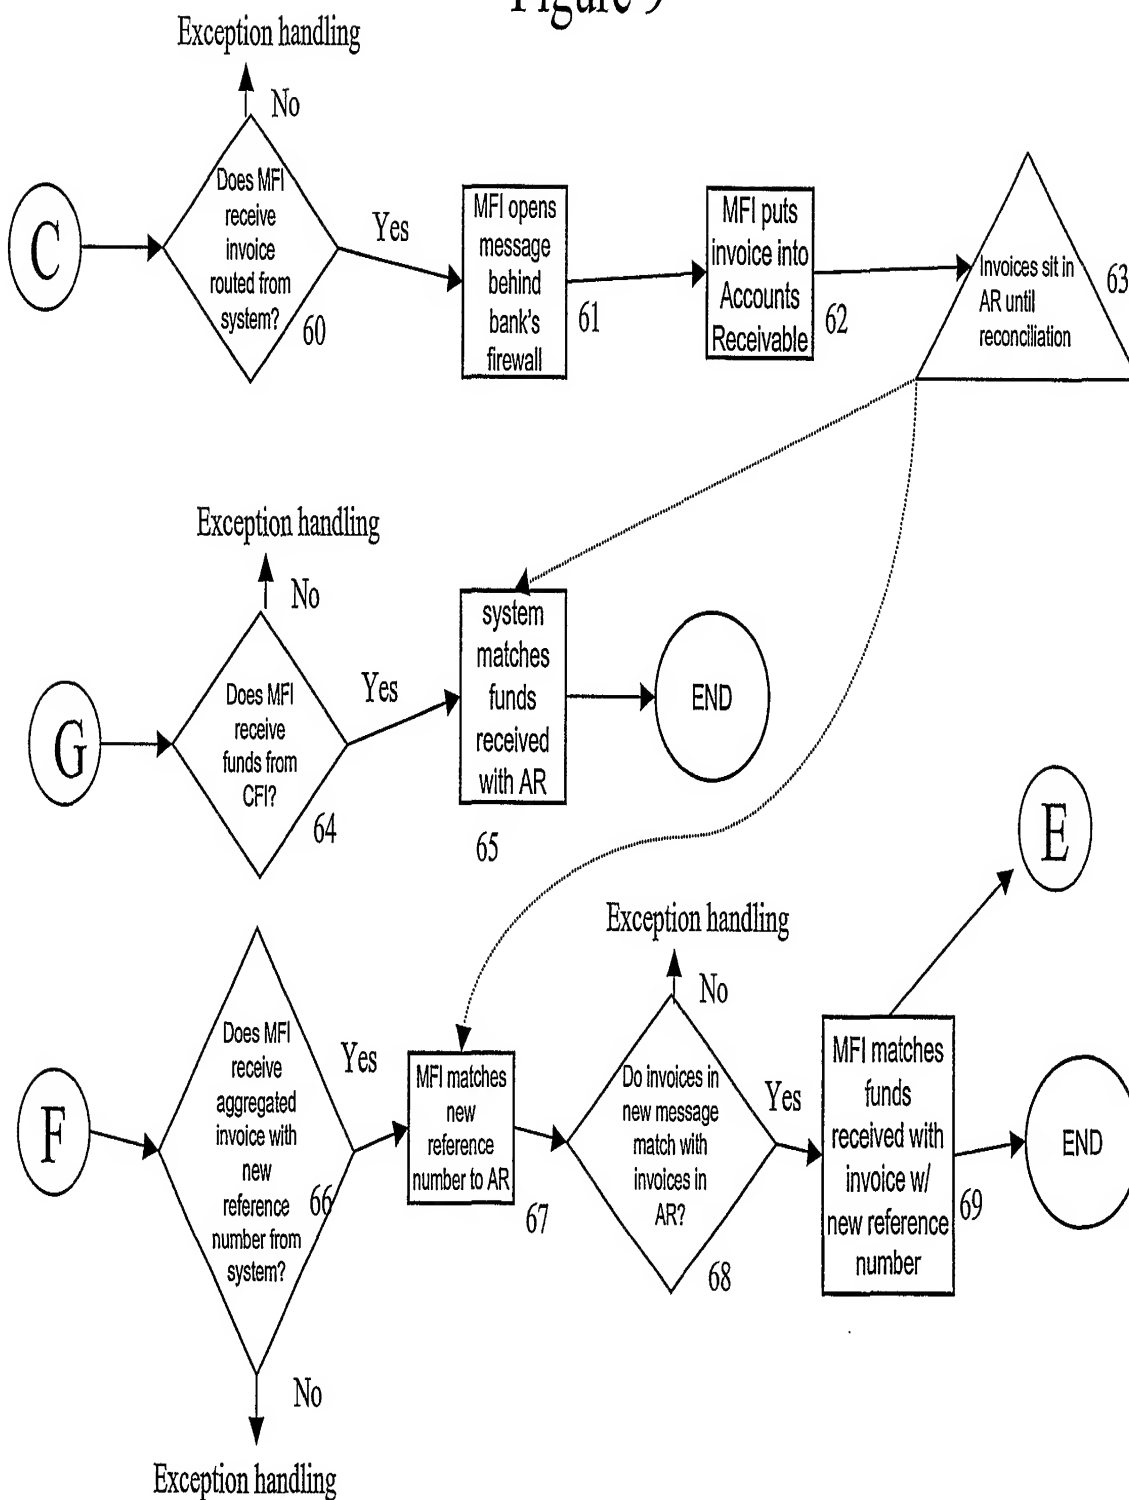 Figure 9
Exception handling
No
C
Does MFI
receive
invoice
routed from
system?
60
Yes
MFI opens
message
behind
bank's
firewall
61
MFI puts
invoice into
Accounts
Receivable
62
Invoices sit in
AR until
reconciliation
63
Exception handling
No
G
Does MFI
receive
funds from
CFI?
64
Yes
system
matches
funds
received
with AR
65
END
E
F
Does MFI
receive
aggregated
invoice with
new
reference
number from
system?
66
Yes
No
Exception handling
MFI matches
new
reference
number to AR
67
Exception handling
No
Do invoices in
new message
match with
invoices in
AR?
68
Yes
MFI matches
funds
received with
invoice w/
new reference
number
69
END